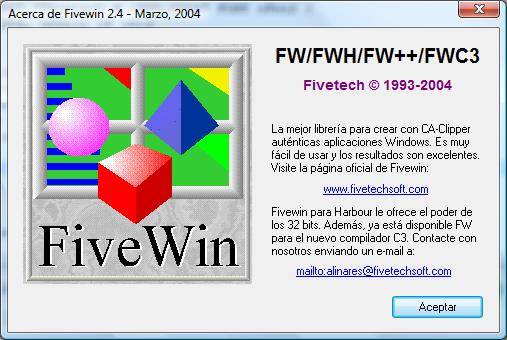 Acerca de Fivewin 2.4 - Marzo, 2004
FW/FWH/FW++/FWC3
Fivetech © 1993-2004
La mejor librería para crear con CA-Clipper
auténticas aplicaciones Windows. Es muy
fácil de usar y los resultados son excelentes.
Visite la página oficial de Fivewin:
www.fivetechsoft.com
Fivewin para Harbour le ofrece el poder de
los 32 bits. Además, ya está disponible FW
para el nuevo compilador C3. Contacte con
nosotros enviando un e-mail a:
mailto:alinares@fivetechsoft.com
FiveWin
Aceptar